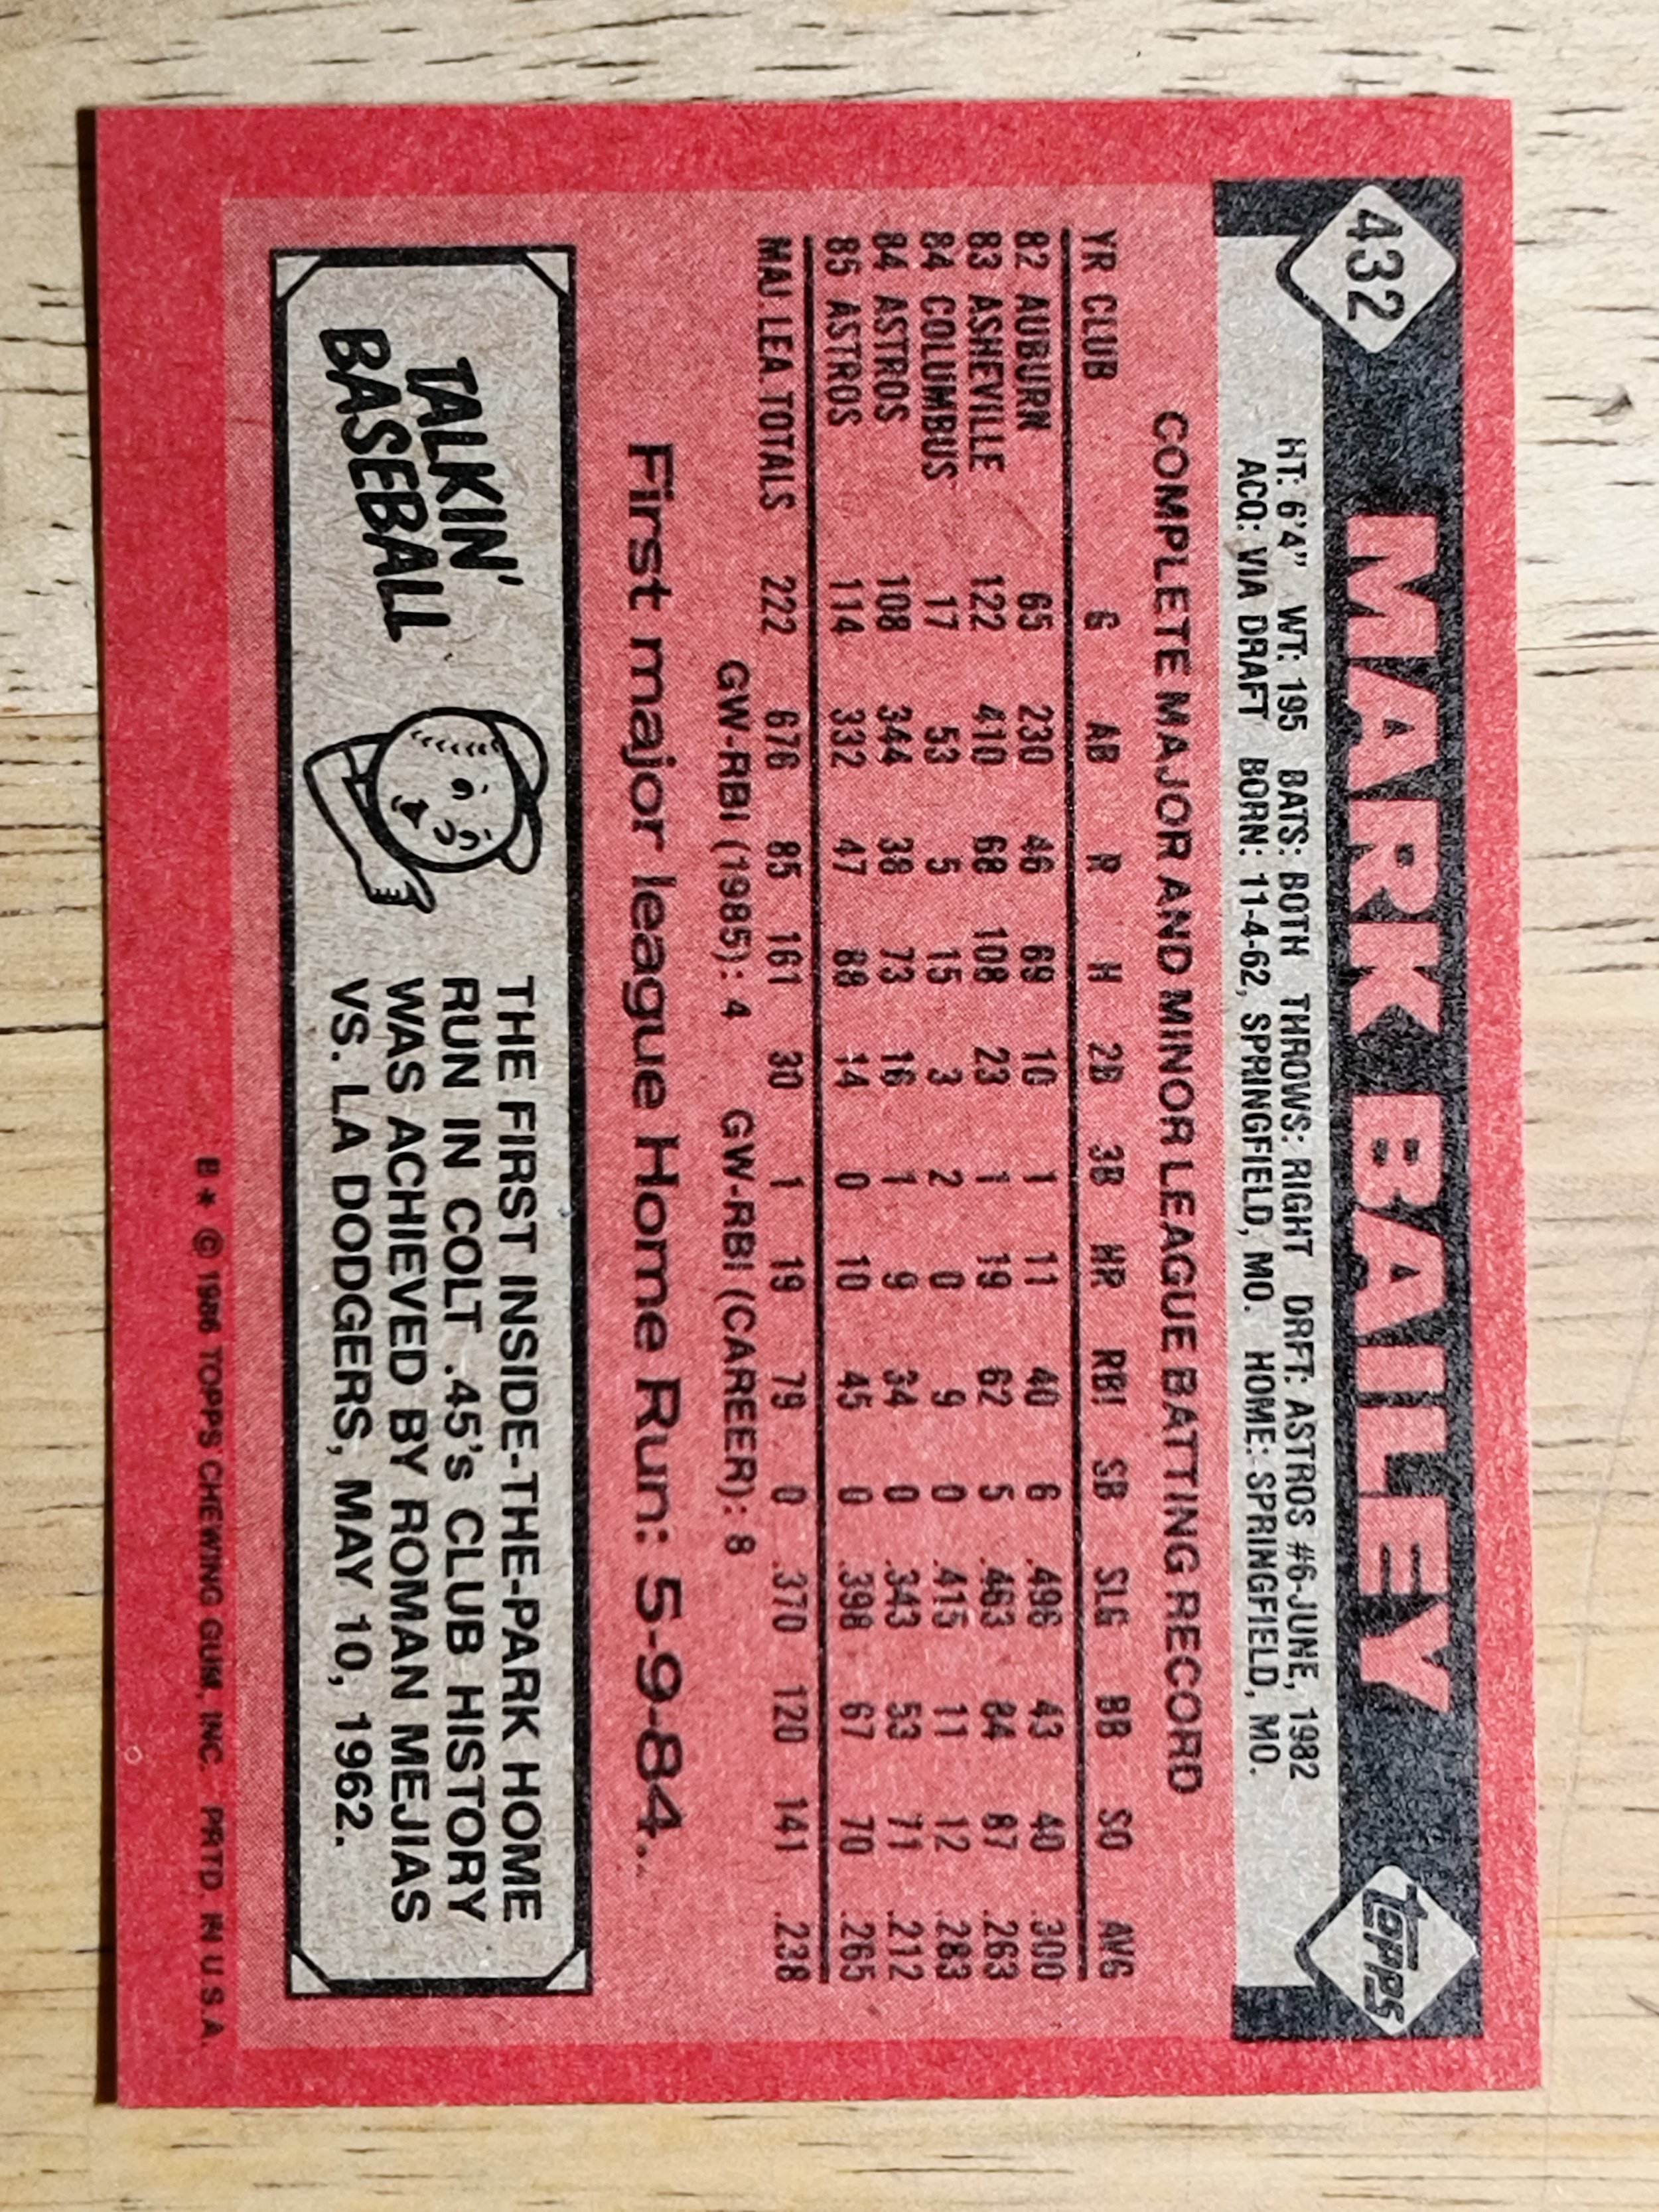 432
MARK BAILEY
Topps
HT: 6'4" WT: 195 BATS: BOTH THROWS: RIGHT DRFT: ASTROS #6-JUNE, 1982
ACQ: VIA DRAFT BORN: 11-4-62, SPRINGFIELD, MO. HOME: SPRINGFIELD, MO.
COMPLETE MAJOR AND MINOR LEAGUE BATTING RECORD
YR CLUB G AB R H 2B 3B HR RBI SB SLG BB SO AVG
82 AUBURN 65 230 46 69 10 1 11 40 6 .496 43 40 .300
83 ASHEVILLE 122 410 68 108 23 1 19 62 5 .463 84 87 .263
84 COLUMBUS 17 53 5 15 3 2 0 9 0 .415 11 12 .283
84 ASTROS 108 344 38 73 16 1 9 34 0 .343 53 71 .212
85 ASTROS 114 332 47 88 14 0 10 45 0 .398 67 70 .265
MAJ. LEA. TOTALS 222 676 85 161 30 1 19 79 0 .370 120 141 .238
GW-RBI (1985): 4 GW-RBI (CAREER): 8
First major league Home Run: 5-9-84..
TALKIN'
BASEBALL
THE FIRST INSIDE-THE-PARK HOME
RUN IN COLT .45's CLUB HISTORY
WAS ACHIEVED BY ROMAN MEJIAS
VS. LA DODGERS, MAY 10, 1962.
B * © 1986 TOPPS CHEWING GUM, INC. PRTD. IN U.S.A.